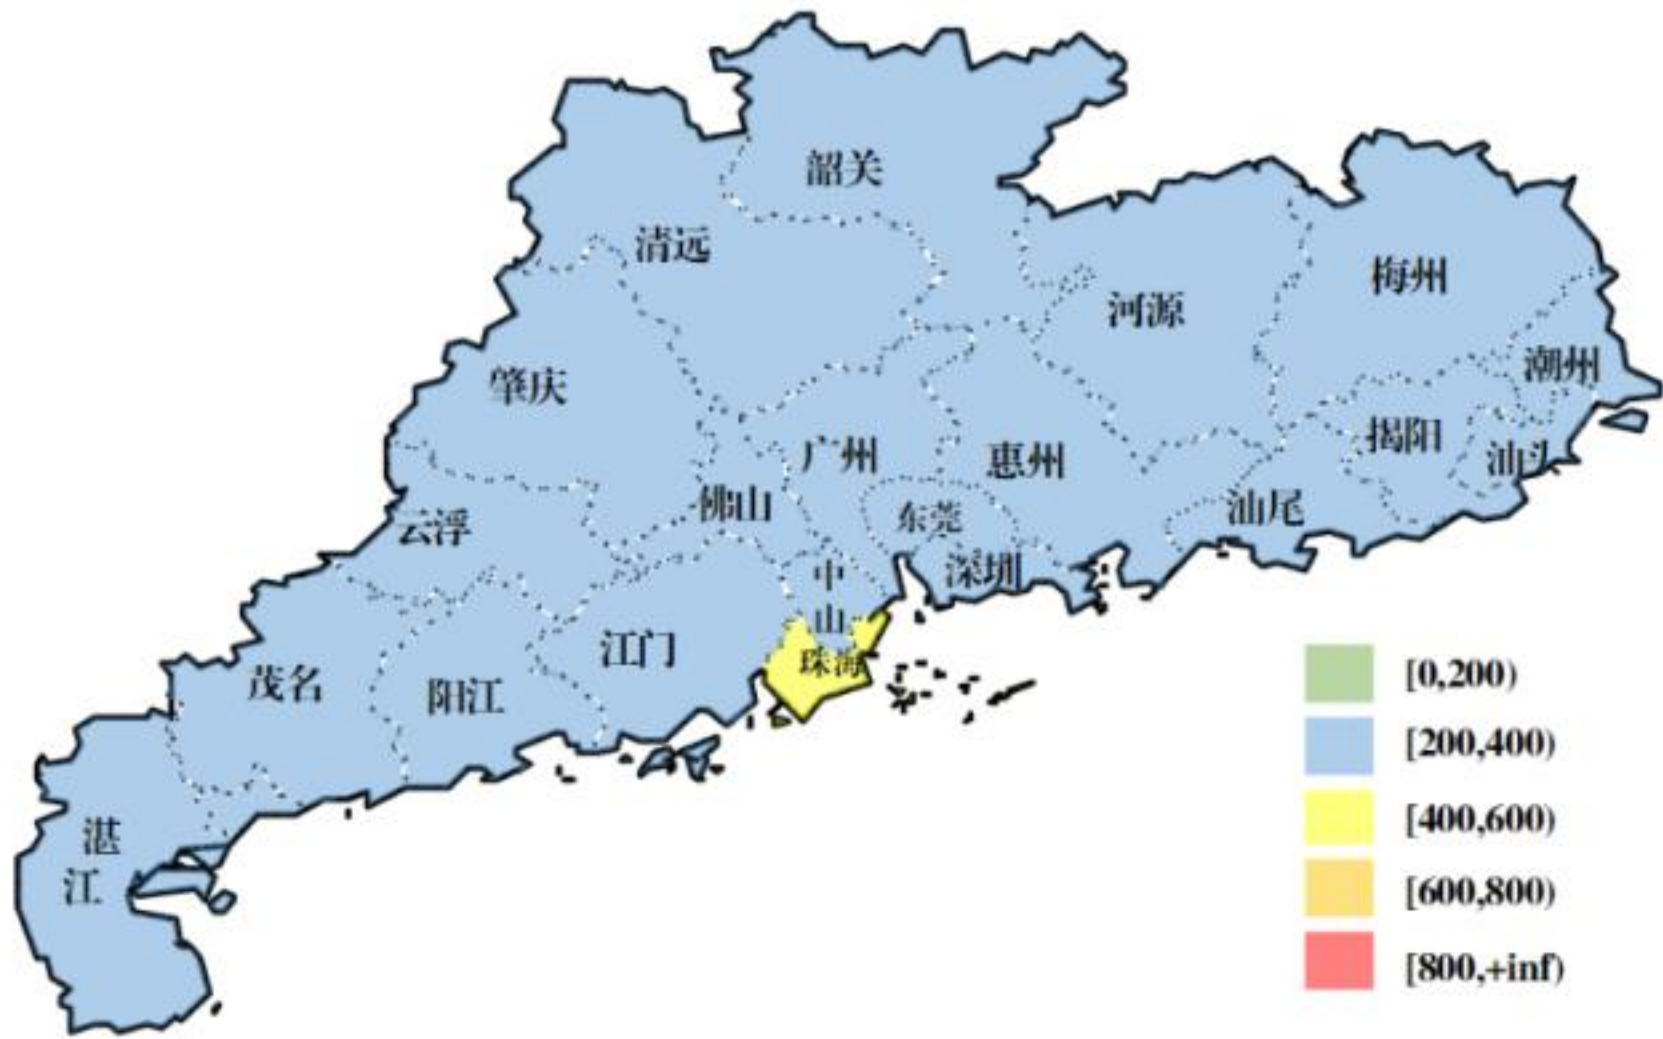 韶关
清远
梅州
河源
潮州
肇庆
揭阳
广州
惠州
汕头
佛山
汕尾
东莞
云浮
深圳
中
山
江门
珠海
茂名
阳江
湛
江
[0,200)
[200,400)
[400,600)
[600,800)
[800,+inf)